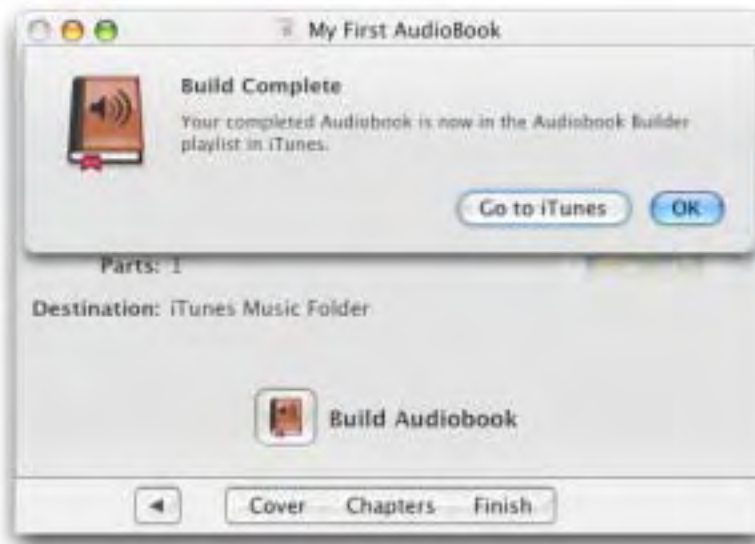 My First AudioBook
Build Complete
Your completed Audiobook is now in the Audiobook Builder
playlist in iTunes.
Go to iTunes OK
Parts: 1
Destination: iTunes Music Folder
Build Audiobook
Cover Chapters Finish